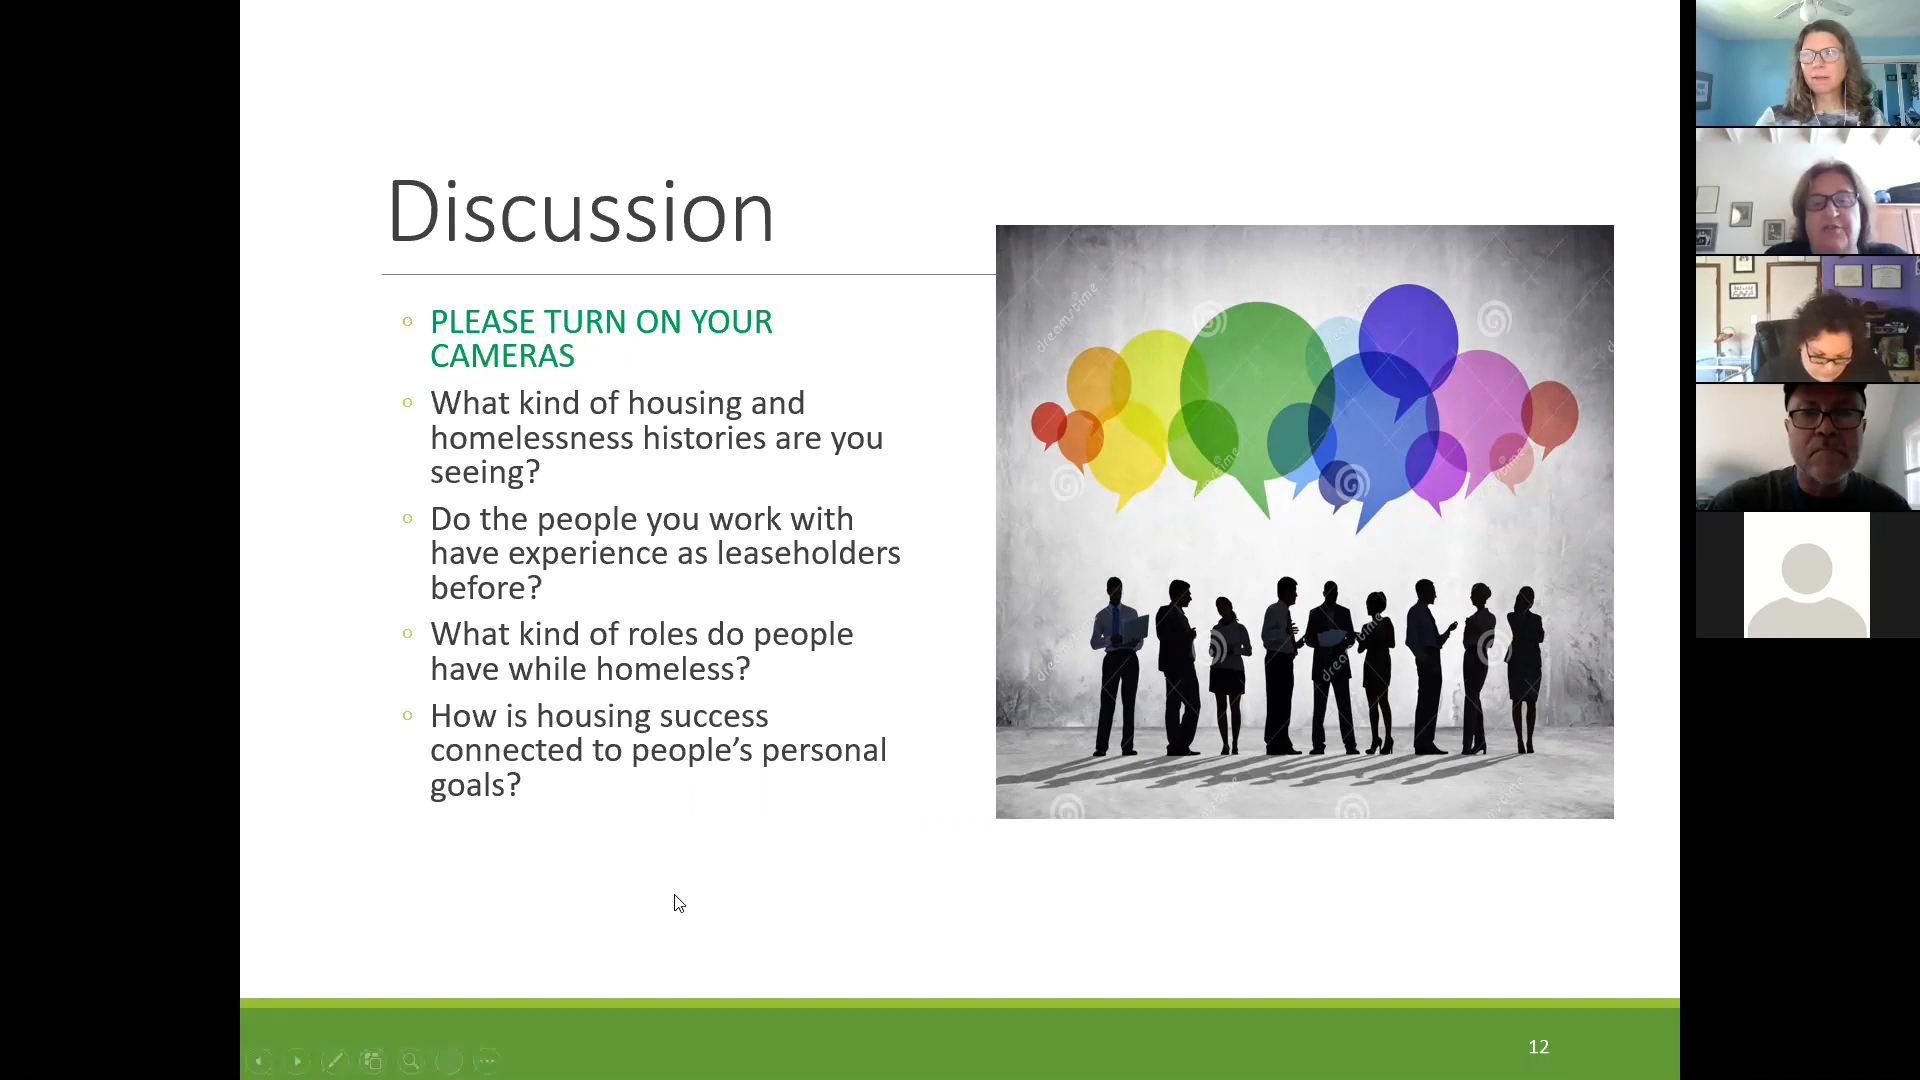 Discussion
PLEASE TURN ON YOUR
CAMERAS
What kind of housing and
homelessness histories are you
seeing?
Do the people you work with
have experience as leaseholders
before?
What kind of roles do people
have while homeless?
How is housing success
connected to people’s personal
goals?
dreamstime
12